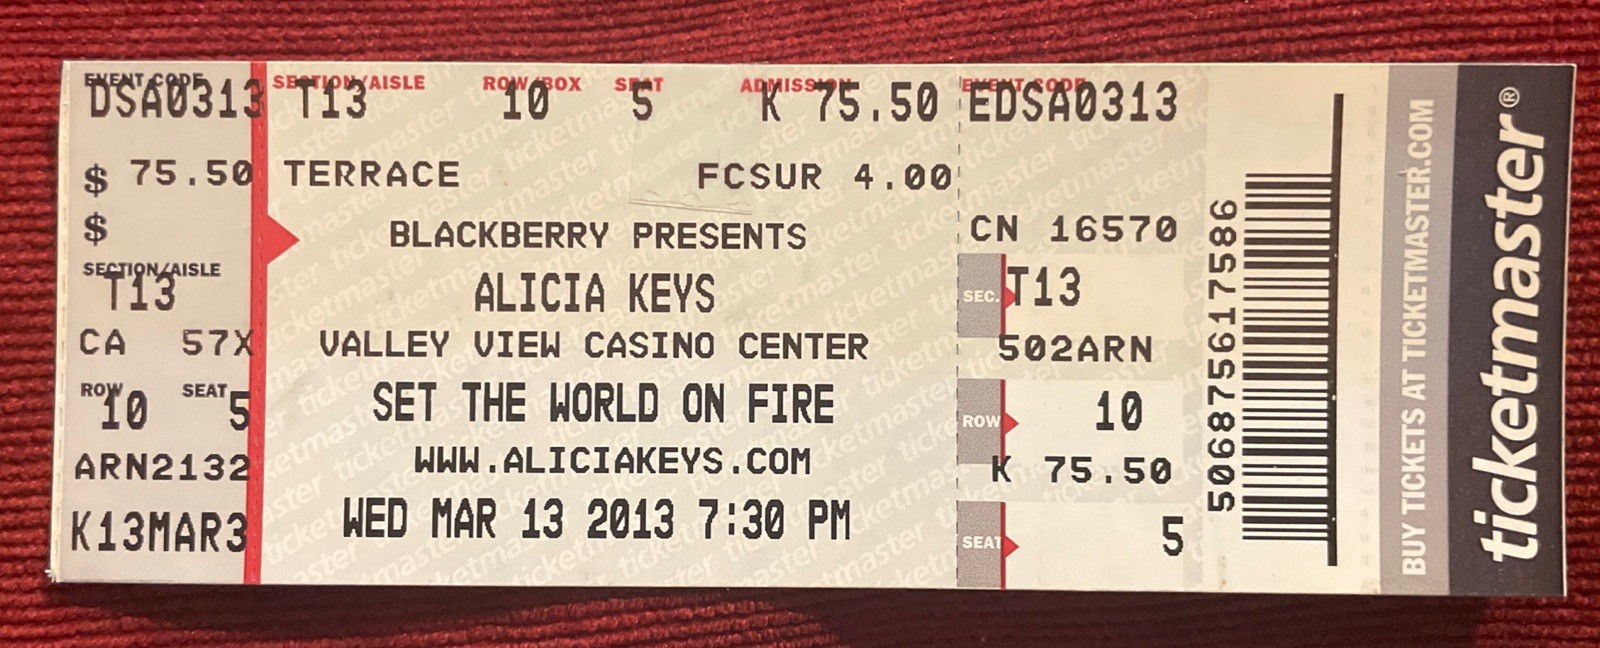 EVENT CODE
DSA0313
$ 75.50
$
SECTION/AISLE
T13
CA 57X
ROW SEAT
10 5
ARN2132
K13MAR3
SECTION/AISLE ROW/BOX SEAT ADMISSION
T13 10 5 K 75.50
TERRACE FCSUR 4.00
BLACKBERRY PRESENTS
ALICIA KEYS
VALLEY VIEW CASINO CENTER
SET THE WORLD ON FIRE
WWW.ALICIAKEYS.COM
WED MAR 13 2013 7:30 PM
EVENT CODE
EDSA0313
CN 16570
SEC. T13
502ARN
ROW 10
K 75.50
SEAT 5
506875617586
BUY TICKETS AT TICKETMASTER.COM
ticketmaster®